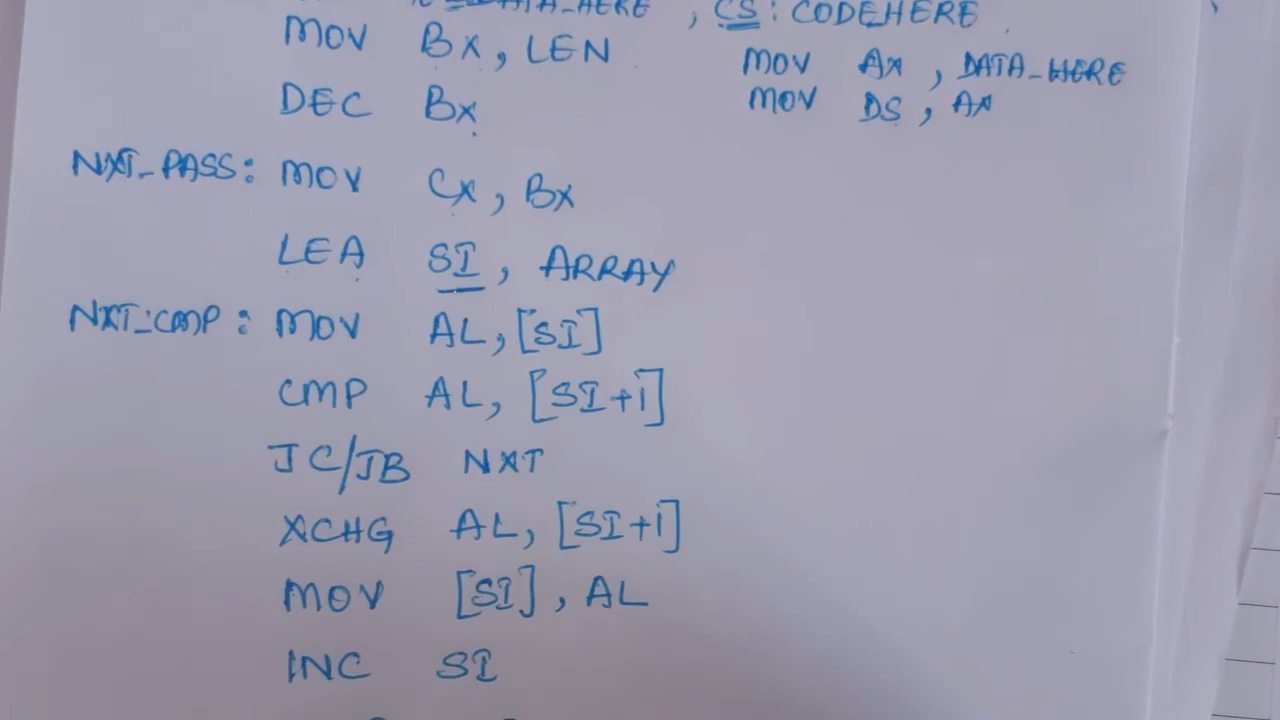 DATA_HERE , CS : CODEHERE
MOV BX, LEN
MOV AX , DATA_HERE
DEC BX
MOV DS , AX
NXT_PASS: MOV CX, BX
LEA SI, ARRAY
NXT_CMP: MOV AL, [SI]
CMP AL, [SI+1]
JC/JB NXT
XCHG AL, [SI+1]
MOV [SI], AL
INC SI